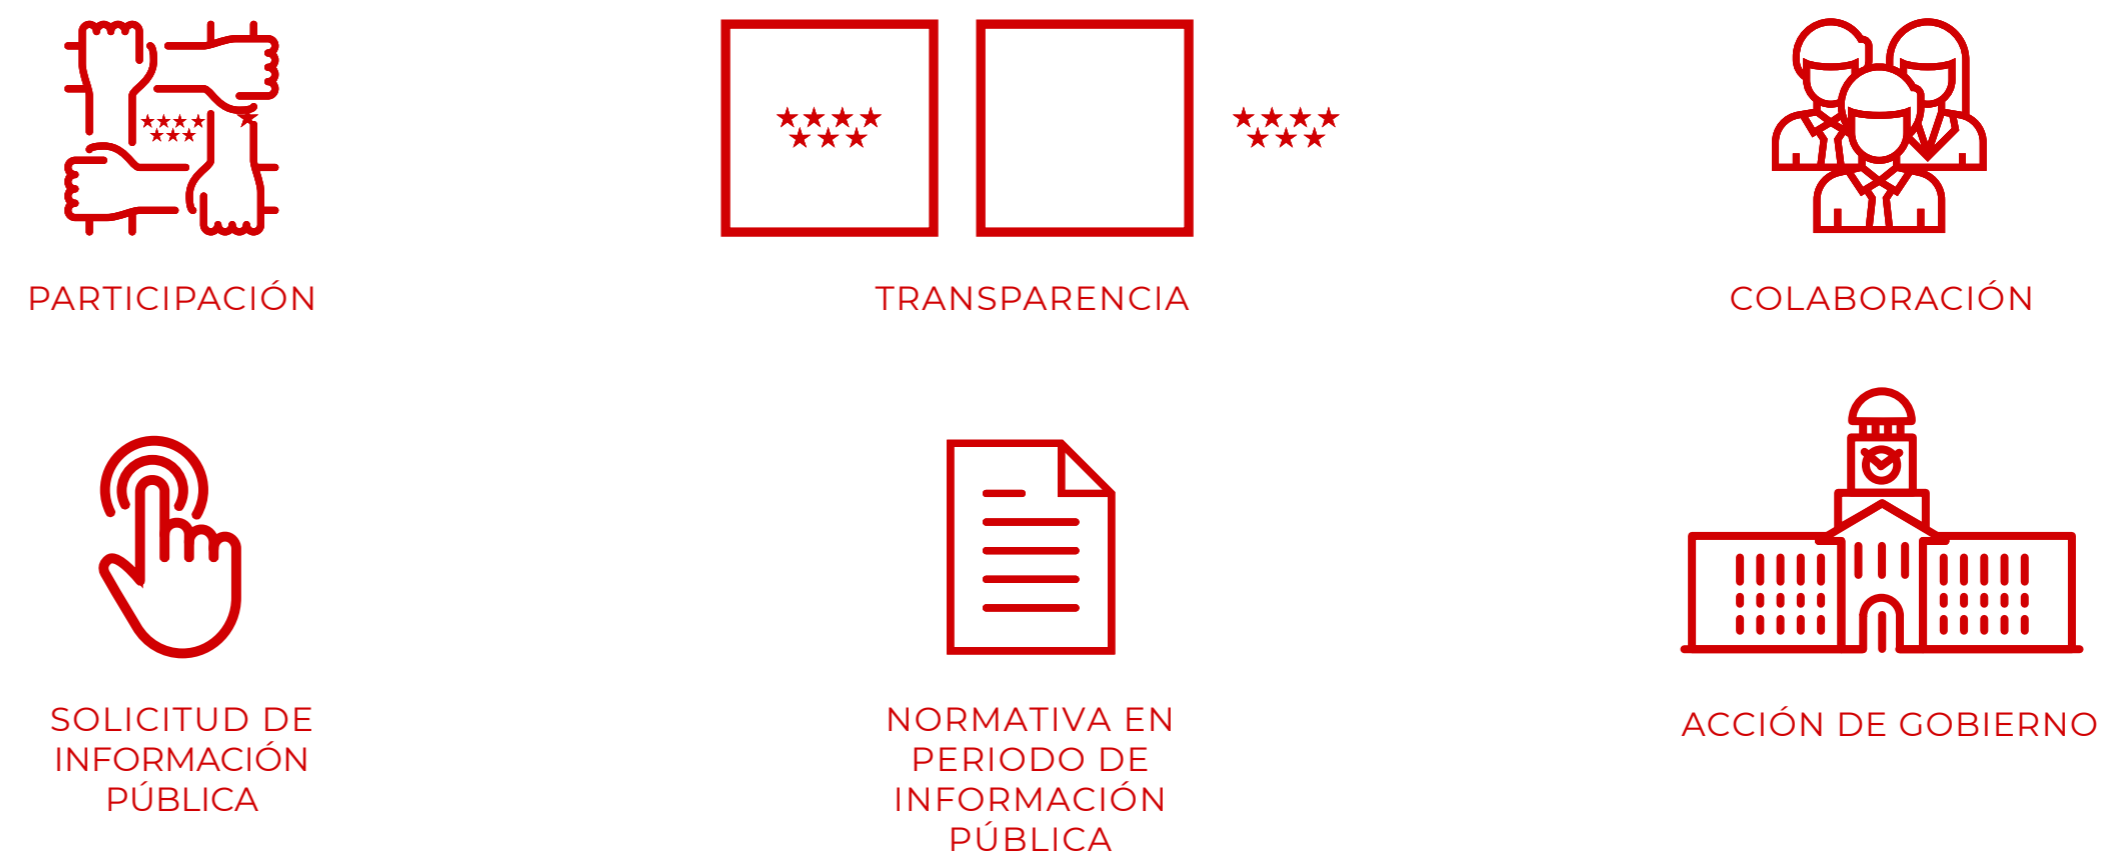 PARTICIPACIÓN
TRANSPARENCIA
COLABORACIÓN
SOLICITUD DE
INFORMACIÓN
PÚBLICA
NORMATIVA EN
PERIODO DE
INFORMACIÓN
PÚBLICA
ACCIÓN DE GOBIERNO